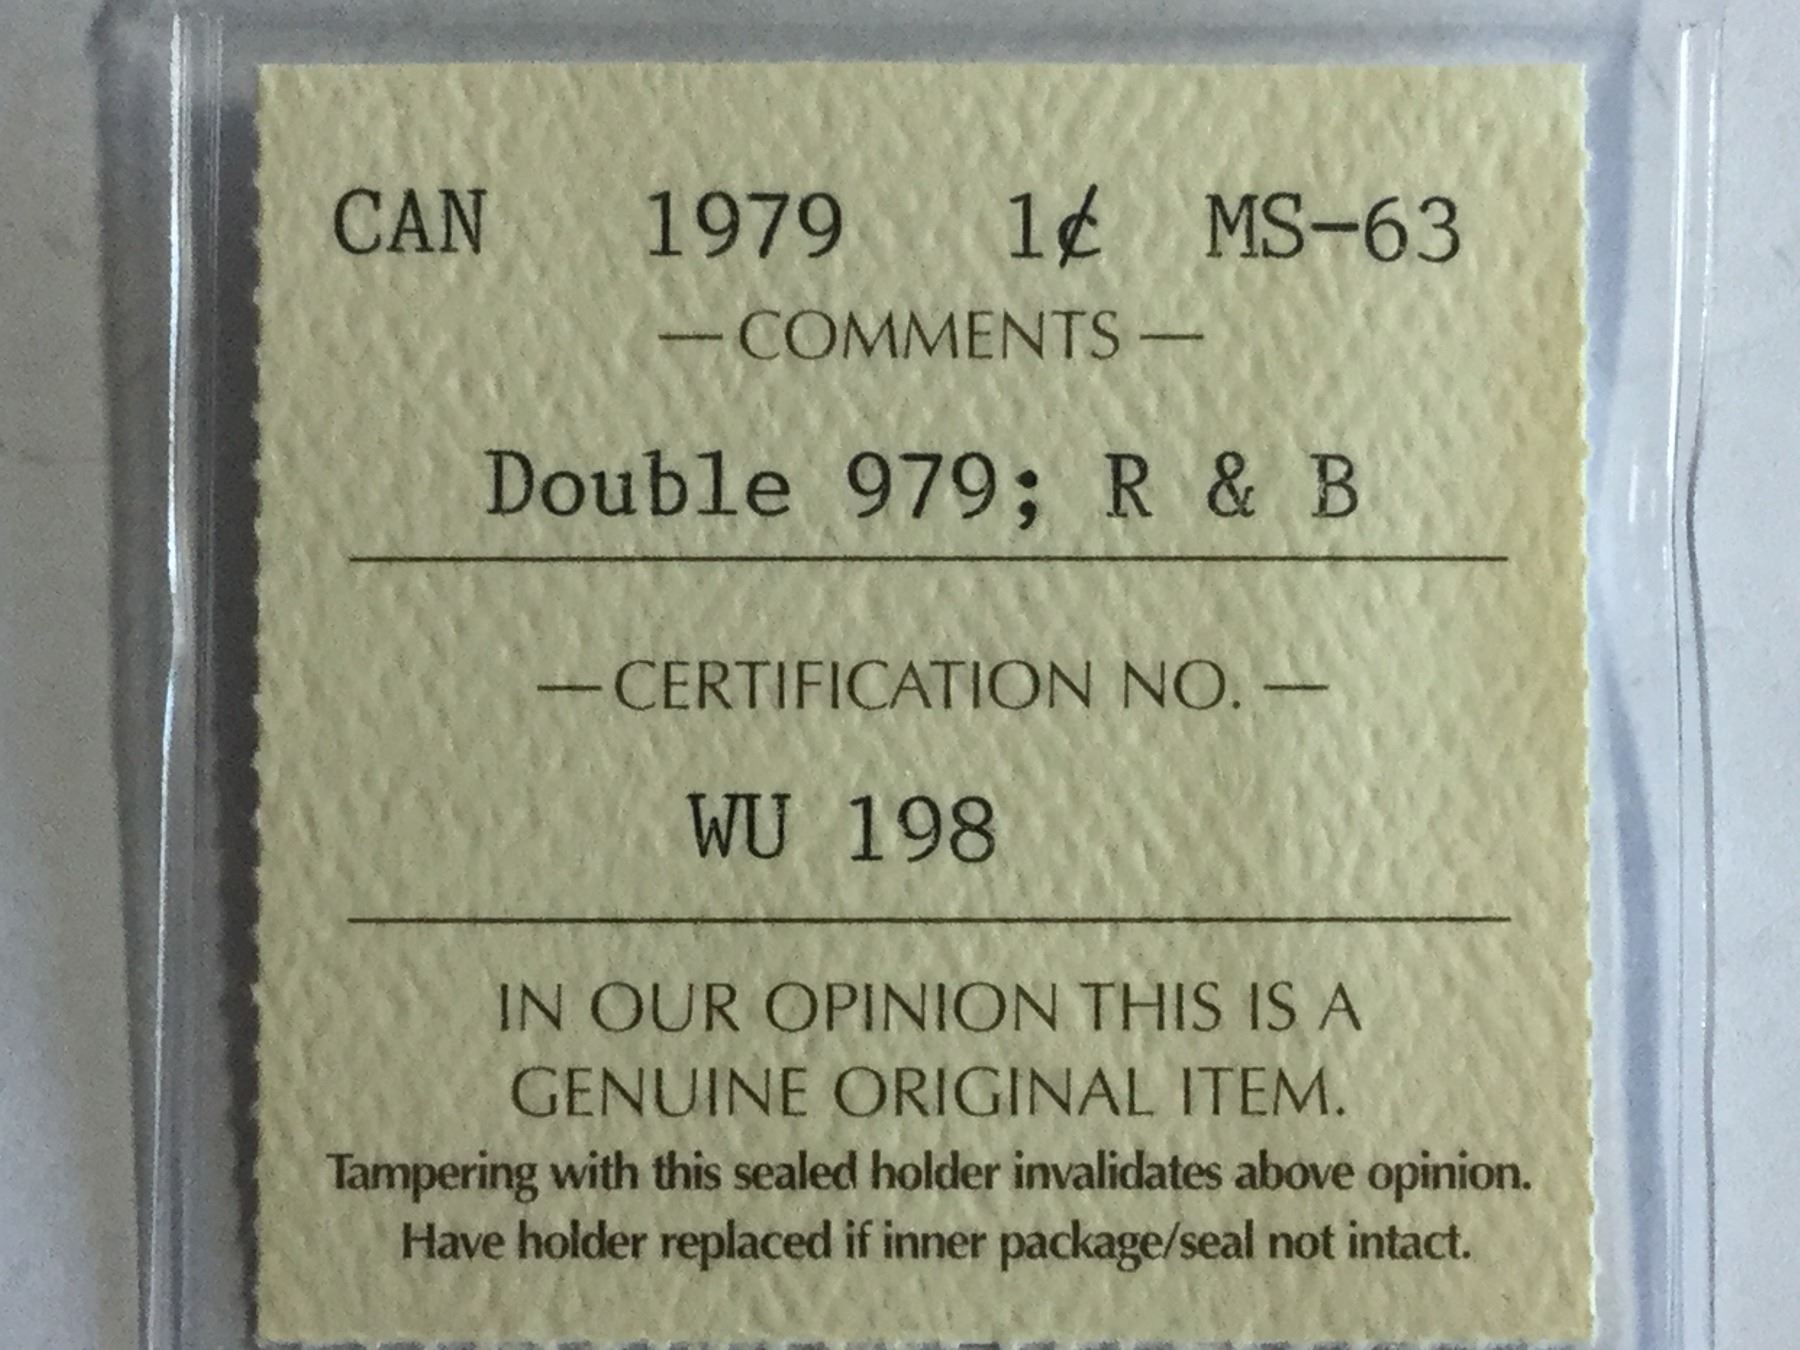 CAN 1979 1¢ MS-63
—COMMENTS—
Double 979; R & B
—CERTIFICATION NO.—
WU 198
IN OUR OPINION THIS IS A
GENUINE ORIGINAL ITEM.
Tampering with this sealed holder invalidates above opinion.
Have holder replaced if inner package/seal not intact.